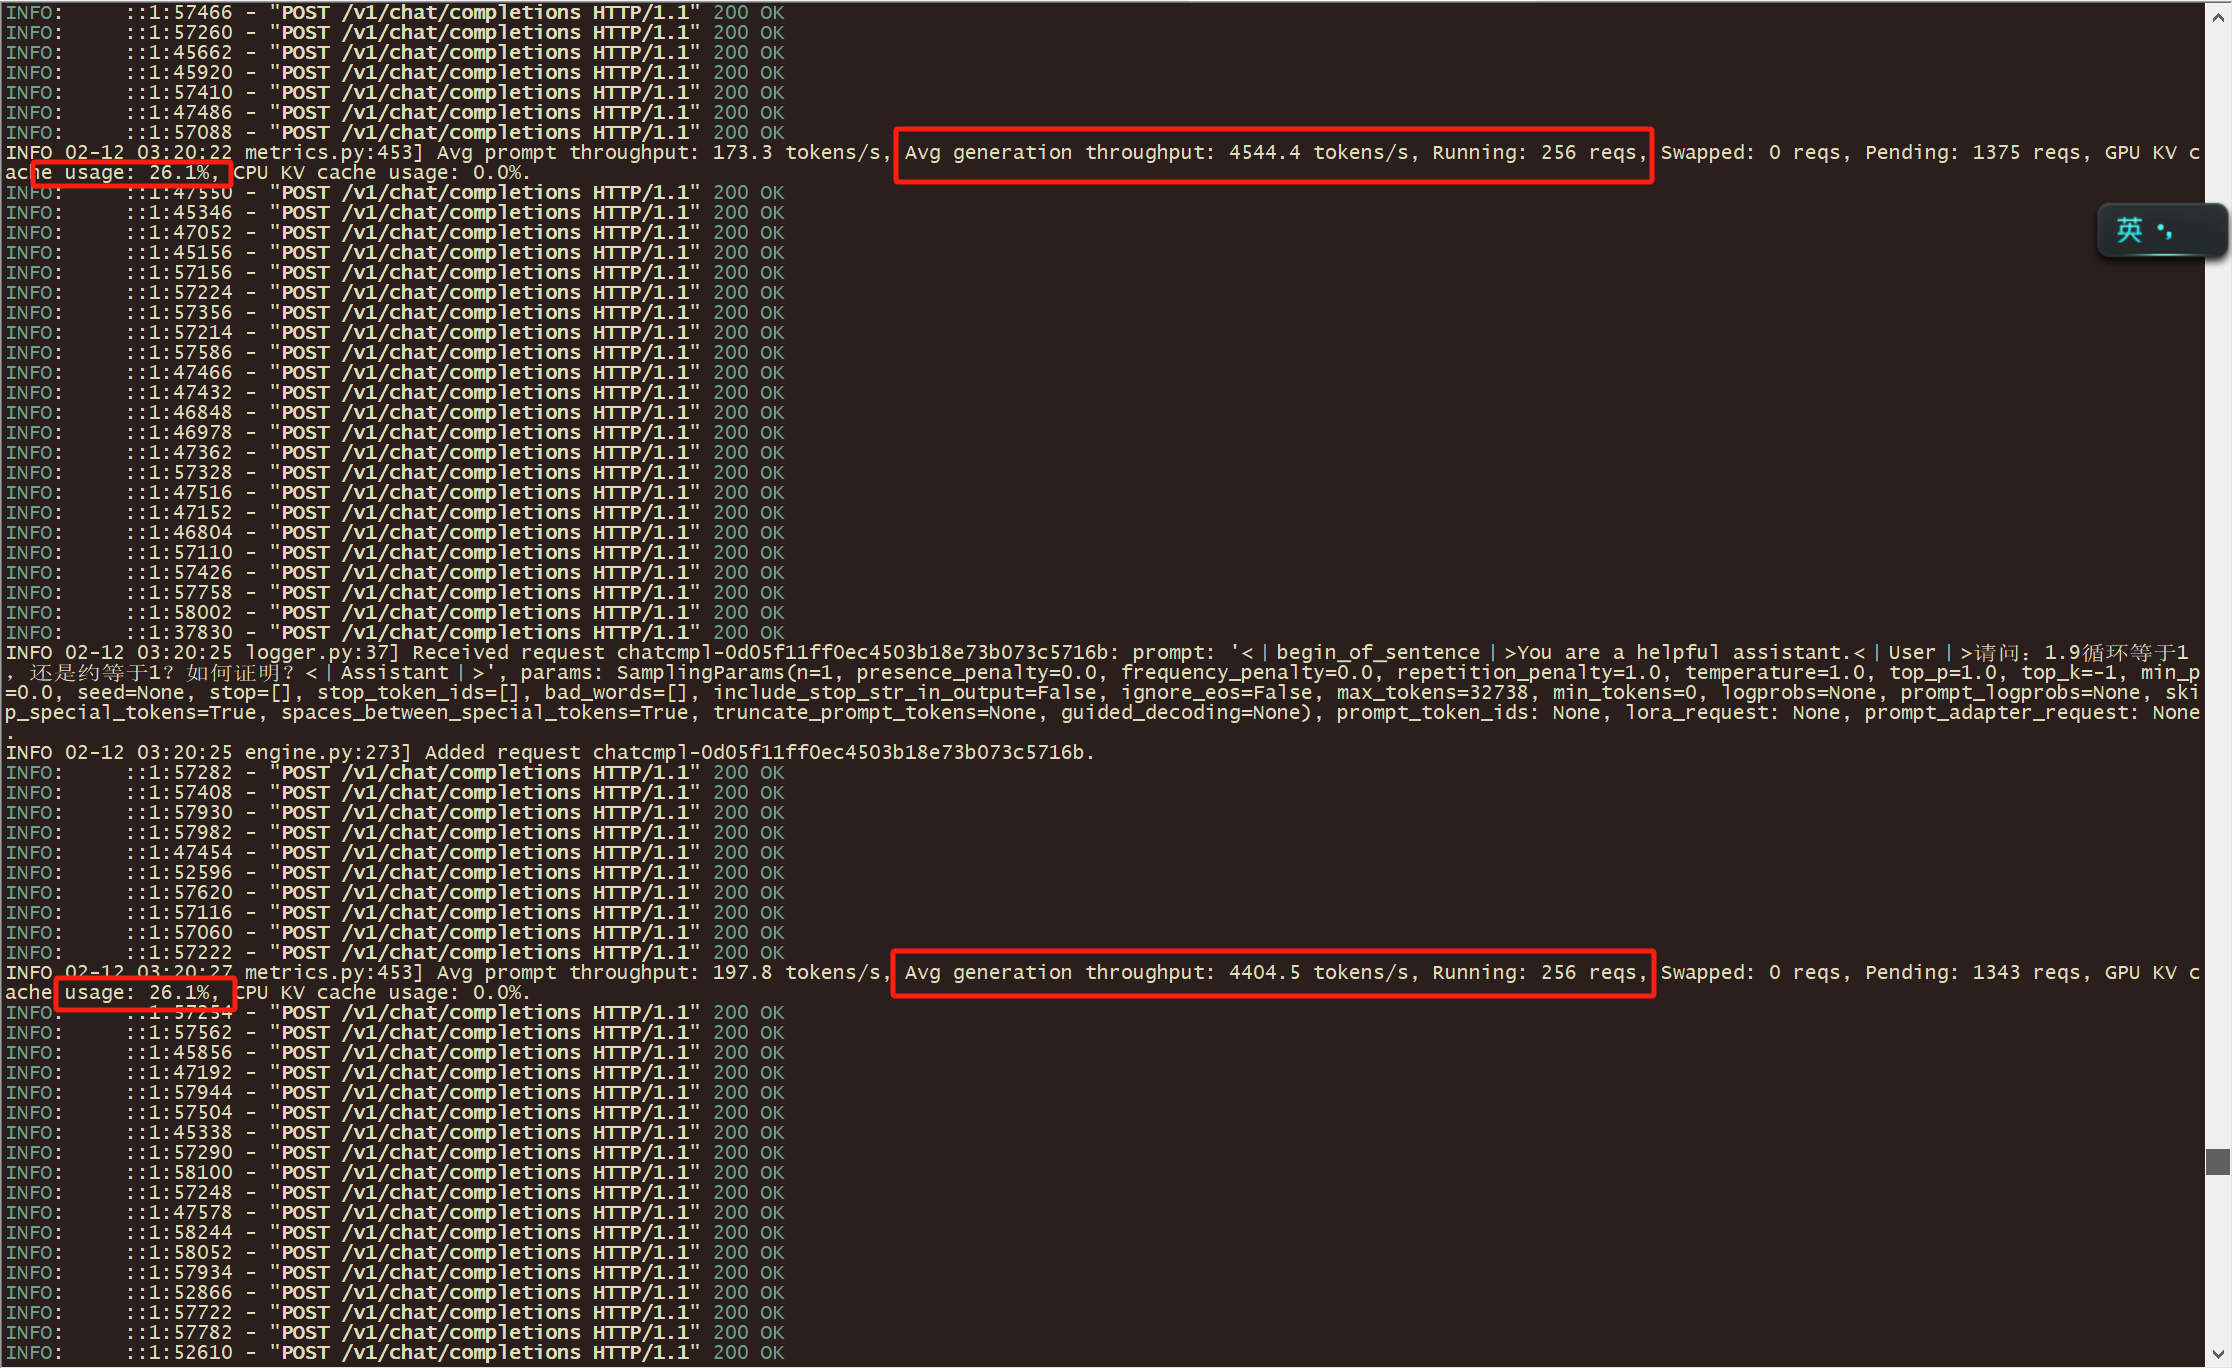 INFO:     ::1:57466 - "POST /v1/chat/completions HTTP/1.1" 200 OK
INFO:     ::1:57260 - "POST /v1/chat/completions HTTP/1.1" 200 OK
INFO:     ::1:45662 - "POST /v1/chat/completions HTTP/1.1" 200 OK
INFO:     ::1:45920 - "POST /v1/chat/completions HTTP/1.1" 200 OK
INFO:     ::1:57410 - "POST /v1/chat/completions HTTP/1.1" 200 OK
INFO:     ::1:47486 - "POST /v1/chat/completions HTTP/1.1" 200 OK
INFO:     ::1:57088 - "POST /v1/chat/completions HTTP/1.1" 200 OK
INFO 02-12 03:20:22 metrics.py:453] Avg prompt throughput: 173.3 tokens/s, Avg generation throughput: 4544.4 tokens/s, Running: 256 reqs, Swapped: 0 reqs, Pending: 1375 reqs, GPU KV c
ache usage: 26.1%, CPU KV cache usage: 0.0%.
INFO:     ::1:47550 - "POST /v1/chat/completions HTTP/1.1" 200 OK
INFO:     ::1:45346 - "POST /v1/chat/completions HTTP/1.1" 200 OK
INFO:     ::1:47052 - "POST /v1/chat/completions HTTP/1.1" 200 OK
英 •,
INFO:     ::1:45156 - "POST /v1/chat/completions HTTP/1.1" 200 OK
INFO:     ::1:57156 - "POST /v1/chat/completions HTTP/1.1" 200 OK
INFO:     ::1:57224 - "POST /v1/chat/completions HTTP/1.1" 200 OK
INFO:     ::1:57356 - "POST /v1/chat/completions HTTP/1.1" 200 OK
INFO:     ::1:57214 - "POST /v1/chat/completions HTTP/1.1" 200 OK
INFO:     ::1:57586 - "POST /v1/chat/completions HTTP/1.1" 200 OK
INFO:     ::1:47466 - "POST /v1/chat/completions HTTP/1.1" 200 OK
INFO:     ::1:47432 - "POST /v1/chat/completions HTTP/1.1" 200 OK
INFO:     ::1:46848 - "POST /v1/chat/completions HTTP/1.1" 200 OK
INFO:     ::1:46978 - "POST /v1/chat/completions HTTP/1.1" 200 OK
INFO:     ::1:47362 - "POST /v1/chat/completions HTTP/1.1" 200 OK
INFO:     ::1:57328 - "POST /v1/chat/completions HTTP/1.1" 200 OK
INFO:     ::1:47516 - "POST /v1/chat/completions HTTP/1.1" 200 OK
INFO:     ::1:47152 - "POST /v1/chat/completions HTTP/1.1" 200 OK
INFO:     ::1:46804 - "POST /v1/chat/completions HTTP/1.1" 200 OK
INFO:     ::1:57110 - "POST /v1/chat/completions HTTP/1.1" 200 OK
INFO:     ::1:57426 - "POST /v1/chat/completions HTTP/1.1" 200 OK
INFO:     ::1:57758 - "POST /v1/chat/completions HTTP/1.1" 200 OK
INFO:     ::1:58002 - "POST /v1/chat/completions HTTP/1.1" 200 OK
INFO:     ::1:37830 - "POST /v1/chat/completions HTTP/1.1" 200 OK
INFO 02-12 03:20:25 logger.py:37] Received request chatcmpl-0d05f11ff0ec4503b18e73b073c5716b: prompt: '<｜begin_of_sentence｜>You are a helpful assistant.<｜User｜>请问：1.9循环等于1
，还是约等于1？如何证明？<｜Assistant｜>', params: SamplingParams(n=1, presence_penalty=0.0, frequency_penalty=0.0, repetition_penalty=1.0, temperature=1.0, top_p=1.0, top_k=-1, min_p
=0.0, seed=None, stop=[], stop_token_ids=[], bad_words=[], include_stop_str_in_output=False, ignore_eos=False, max_tokens=32738, min_tokens=0, logprobs=None, prompt_logprobs=None, ski
p_special_tokens=True, spaces_between_special_tokens=True, truncate_prompt_tokens=None, guided_decoding=None), prompt_token_ids: None, lora_request: None, prompt_adapter_request: None
.
INFO 02-12 03:20:25 engine.py:273] Added request chatcmpl-0d05f11ff0ec4503b18e73b073c5716b.
INFO:     ::1:57282 - "POST /v1/chat/completions HTTP/1.1" 200 OK
INFO:     ::1:57408 - "POST /v1/chat/completions HTTP/1.1" 200 OK
INFO:     ::1:57930 - "POST /v1/chat/completions HTTP/1.1" 200 OK
INFO:     ::1:57982 - "POST /v1/chat/completions HTTP/1.1" 200 OK
INFO:     ::1:47454 - "POST /v1/chat/completions HTTP/1.1" 200 OK
INFO:     ::1:52596 - "POST /v1/chat/completions HTTP/1.1" 200 OK
INFO:     ::1:57620 - "POST /v1/chat/completions HTTP/1.1" 200 OK
INFO:     ::1:57116 - "POST /v1/chat/completions HTTP/1.1" 200 OK
INFO:     ::1:57060 - "POST /v1/chat/completions HTTP/1.1" 200 OK
INFO:     ::1:57222 - "POST /v1/chat/completions HTTP/1.1" 200 OK
INFO 02-12 03:20:27 metrics.py:453] Avg prompt throughput: 197.8 tokens/s, Avg generation throughput: 4404.5 tokens/s, Running: 256 reqs, Swapped: 0 reqs, Pending: 1343 reqs, GPU KV c
ache usage: 26.1%, CPU KV cache usage: 0.0%.
INFO:     ::1:57254 - "POST /v1/chat/completions HTTP/1.1" 200 OK
INFO:     ::1:57562 - "POST /v1/chat/completions HTTP/1.1" 200 OK
INFO:     ::1:45856 - "POST /v1/chat/completions HTTP/1.1" 200 OK
INFO:     ::1:47192 - "POST /v1/chat/completions HTTP/1.1" 200 OK
INFO:     ::1:57944 - "POST /v1/chat/completions HTTP/1.1" 200 OK
INFO:     ::1:57504 - "POST /v1/chat/completions HTTP/1.1" 200 OK
INFO:     ::1:45338 - "POST /v1/chat/completions HTTP/1.1" 200 OK
INFO:     ::1:57290 - "POST /v1/chat/completions HTTP/1.1" 200 OK
INFO:     ::1:58100 - "POST /v1/chat/completions HTTP/1.1" 200 OK
INFO:     ::1:57248 - "POST /v1/chat/completions HTTP/1.1" 200 OK
INFO:     ::1:47578 - "POST /v1/chat/completions HTTP/1.1" 200 OK
INFO:     ::1:58244 - "POST /v1/chat/completions HTTP/1.1" 200 OK
INFO:     ::1:58052 - "POST /v1/chat/completions HTTP/1.1" 200 OK
INFO:     ::1:57934 - "POST /v1/chat/completions HTTP/1.1" 200 OK
INFO:     ::1:52866 - "POST /v1/chat/completions HTTP/1.1" 200 OK
INFO:     ::1:57722 - "POST /v1/chat/completions HTTP/1.1" 200 OK
INFO:     ::1:57782 - "POST /v1/chat/completions HTTP/1.1" 200 OK
INFO:     ::1:52610 - "POST /v1/chat/completions HTTP/1.1" 200 OK